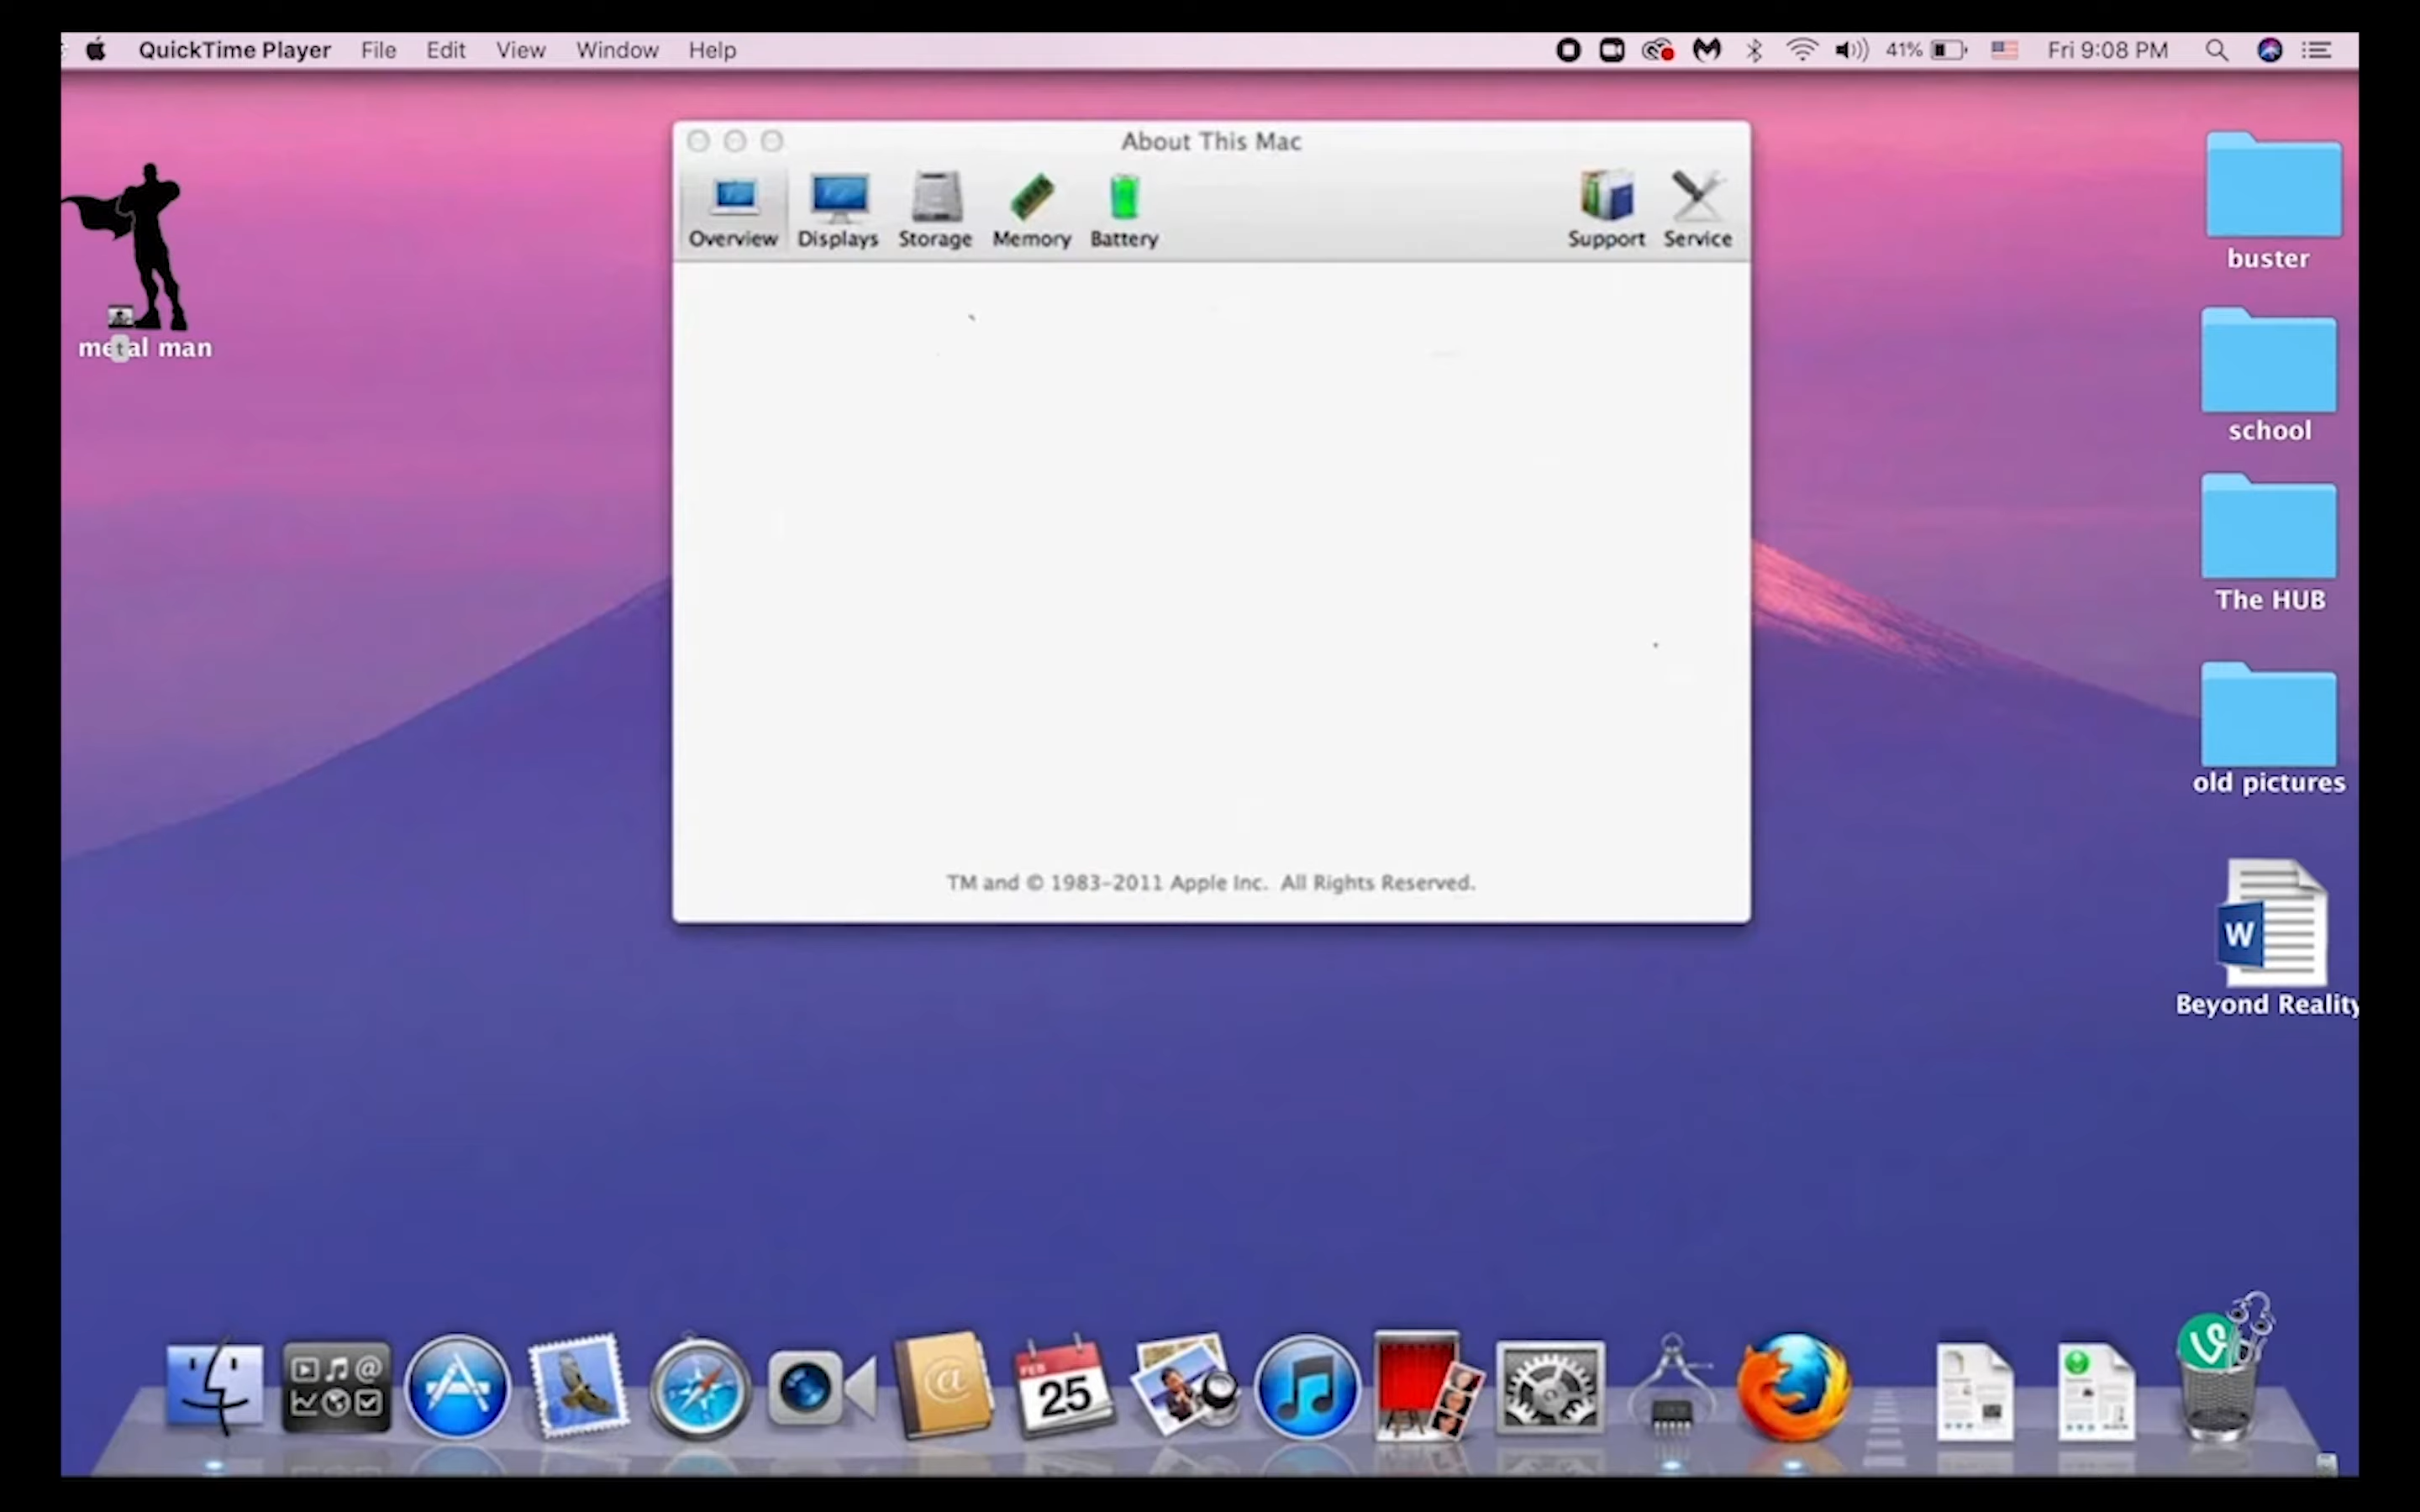 QuickTime Player File Edit View Window Help 41% Fri 9:08 PM
About This Mac
Overview Displays Storage Memory Battery Support Service
metal man
buster
school
The HUB
old pictures
W
Beyond Reality
TM and © 1983-2011 Apple Inc. All Rights Reserved.
FEB
25